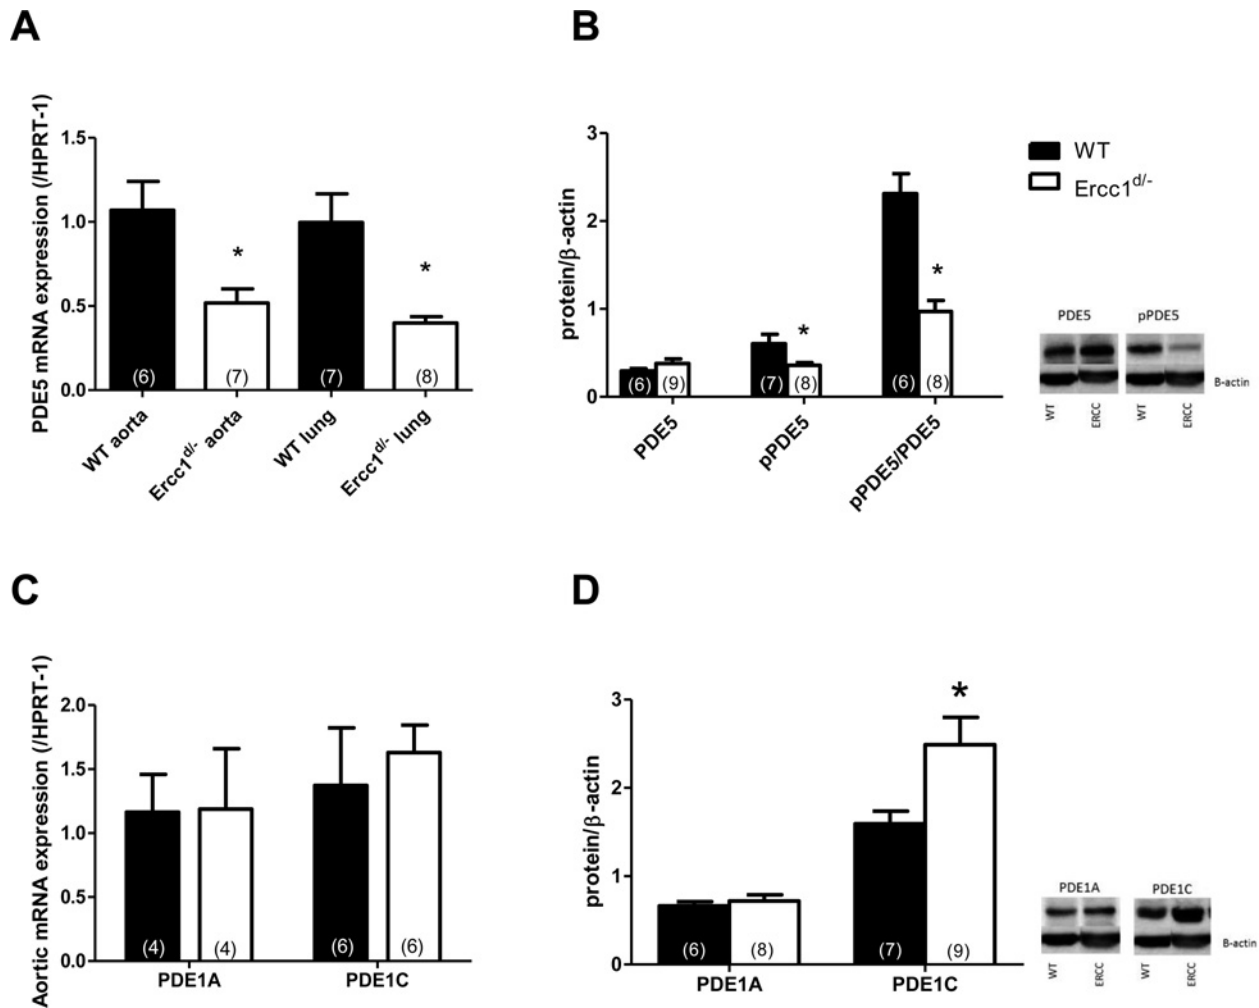 A
PDE5 mRNA expression (/HPRT-1)
1.5
1.0
0.5
0.0
(6)
(7)
(7)
(8)
*
*
WT aorta
Ercc1d/- aorta
WT lung
Ercc1d/- lung
B
protein/β-actin
3
2
1
0
(6)
(9)
(7)
(8)
(6)
(8)
*
*
PDE5
pPDE5
pPDE5/PDE5
WT
Ercc1d/-
PDE5
pPDE5
B-actin
WT
ERCC
WT
ERCC
C
Aortic mRNA expression (/HPRT-1)
2.0
1.5
1.0
0.5
0.0
(4)
(4)
(6)
(6)
PDE1A
PDE1C
D
protein/β-actin
3
2
1
0
(6)
(8)
(7)
(9)
*
PDE1A
PDE1C
PDE1A
PDE1C
B-actin
WT
ERCC
WT
ERCC